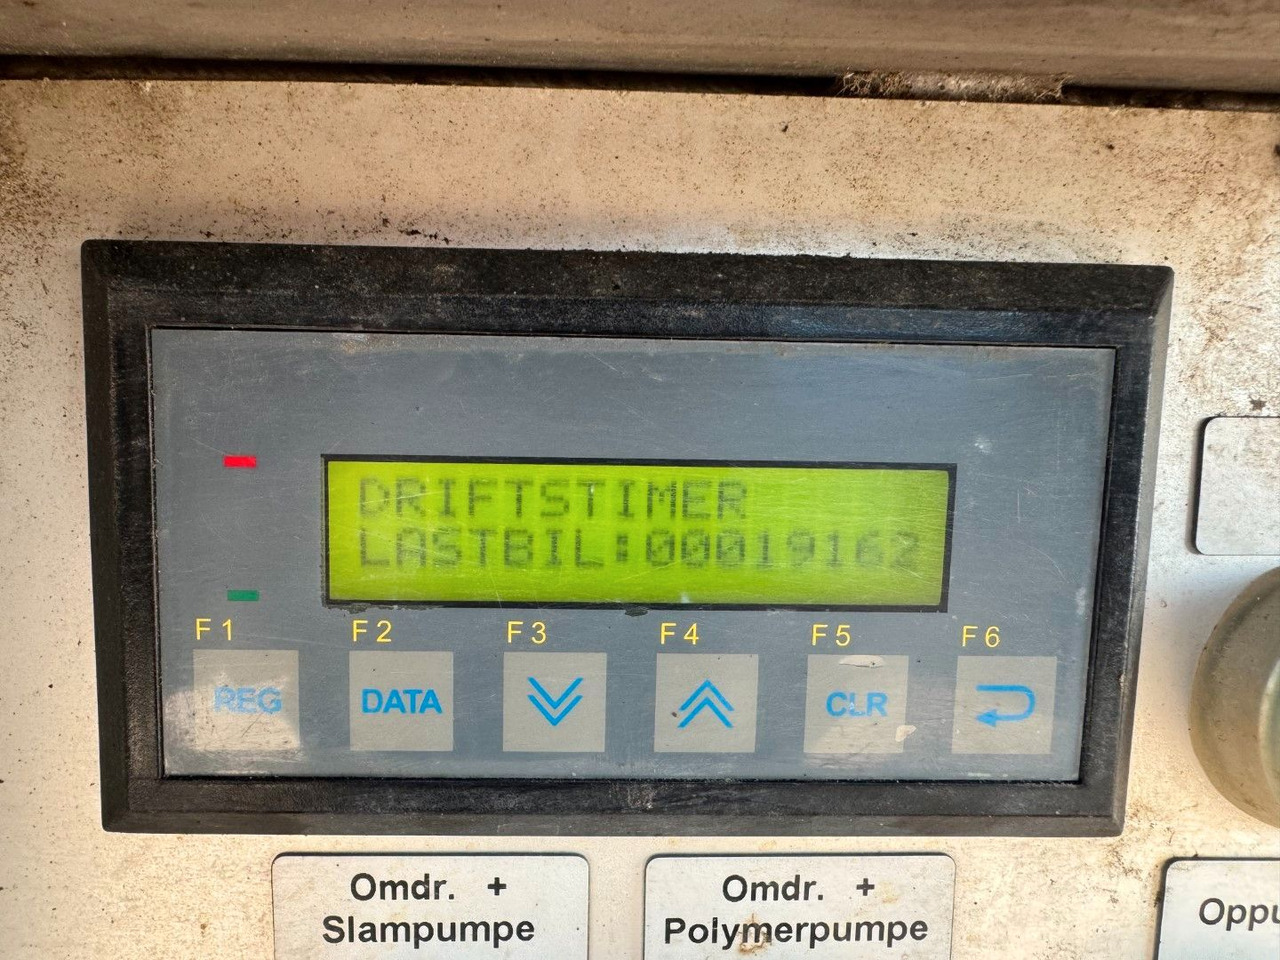 DRIFTSTIMER
LASTBIL:00019162
F1 F2 F3 F4 F5 F6
REG DATA CLR
Omdr. +
Slampumpe
Omdr. +
Polymerpumpe